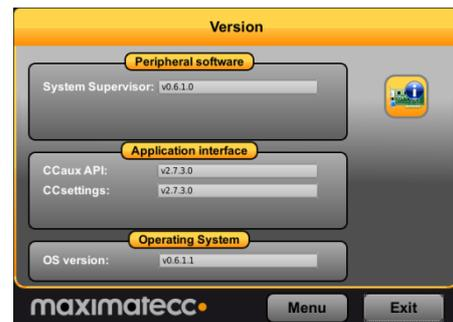 Version
Peripheral software
System Supervisor: v0.6.1.0
Application interface
CCaux API: v2.7.3.0
CCsettings: v2.7.3.0
Operating System
OS version: v0.6.1.1
maximatecc
Menu
Exit